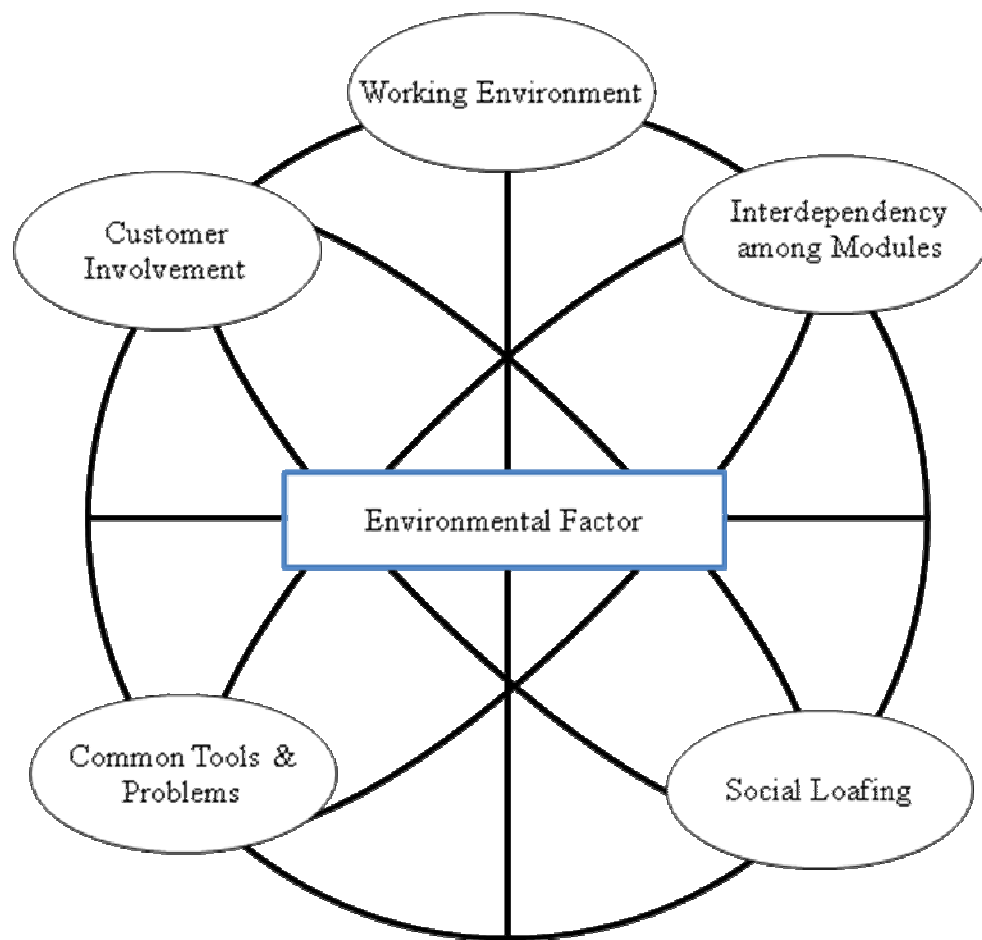 Working Environment
Customer
Involvement
Interdependency
among Modules
Environmental Factor
Common Tools &
Problems
Social Loafing